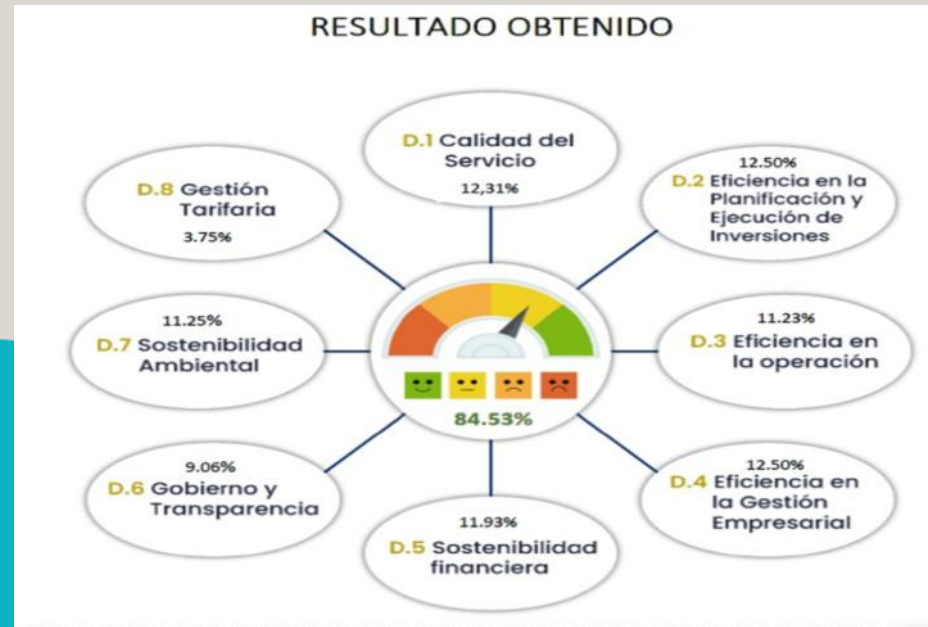 RESULTADO OBTENIDO
D.1 Calidad del
Servicio
12,31%
12.50%
D.2 Eficiencia en la
Planificación y
Ejecución de
Inversiones
11.23%
D.3 Eficiencia en
la operación
12.50%
D.4 Eficiencia en
la Gestión
Empresarial
11.93%
D.5 Sostenibilidad
financiera
9.06%
D.6 Gobierno y
Transparencia
11.25%
D.7 Sostenibilidad
Ambiental
D.8 Gestión
Tarifaria
3.75%
84.53%